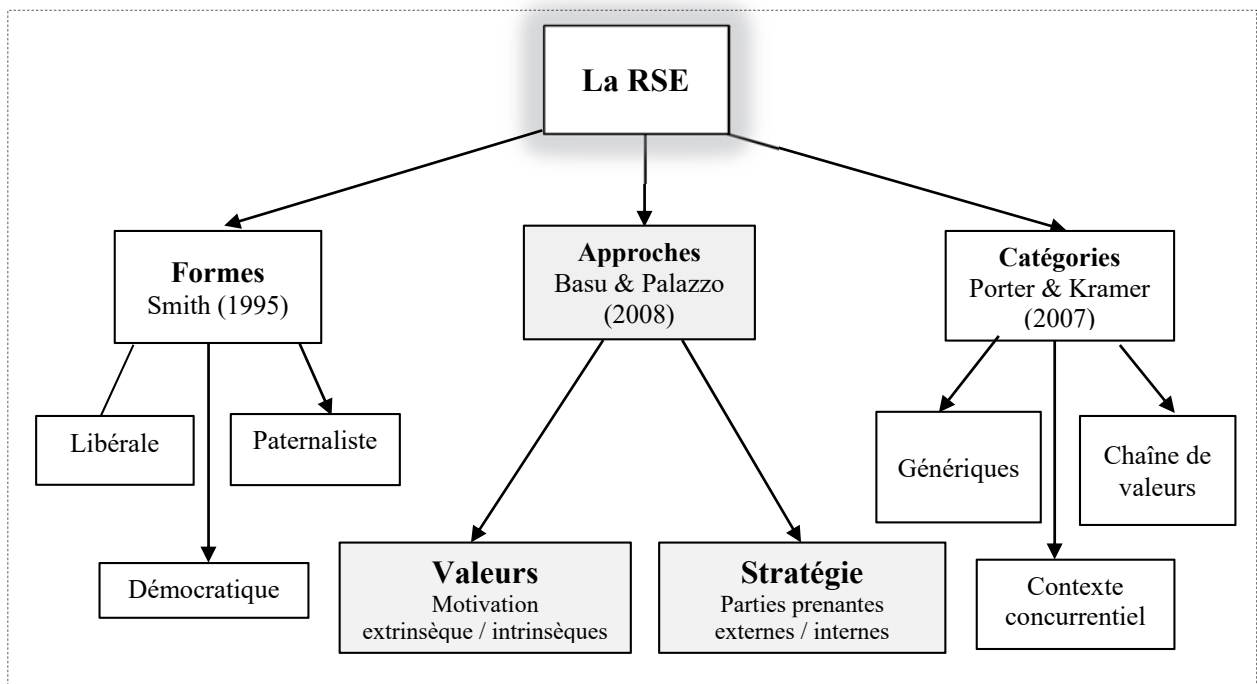 La RSE
Formes
Smith (1995)
Approches
Basu & Palazzo
(2008)
Catégories
Porter & Kramer
(2007)
Libérale
Paternaliste
Démocratique
Valeurs
Motivation
extrinsèque / intrinsèques
Stratégie
Parties prenantes
externes / internes
Génériques
Chaîne de
valeurs
Contexte
concurrentiel